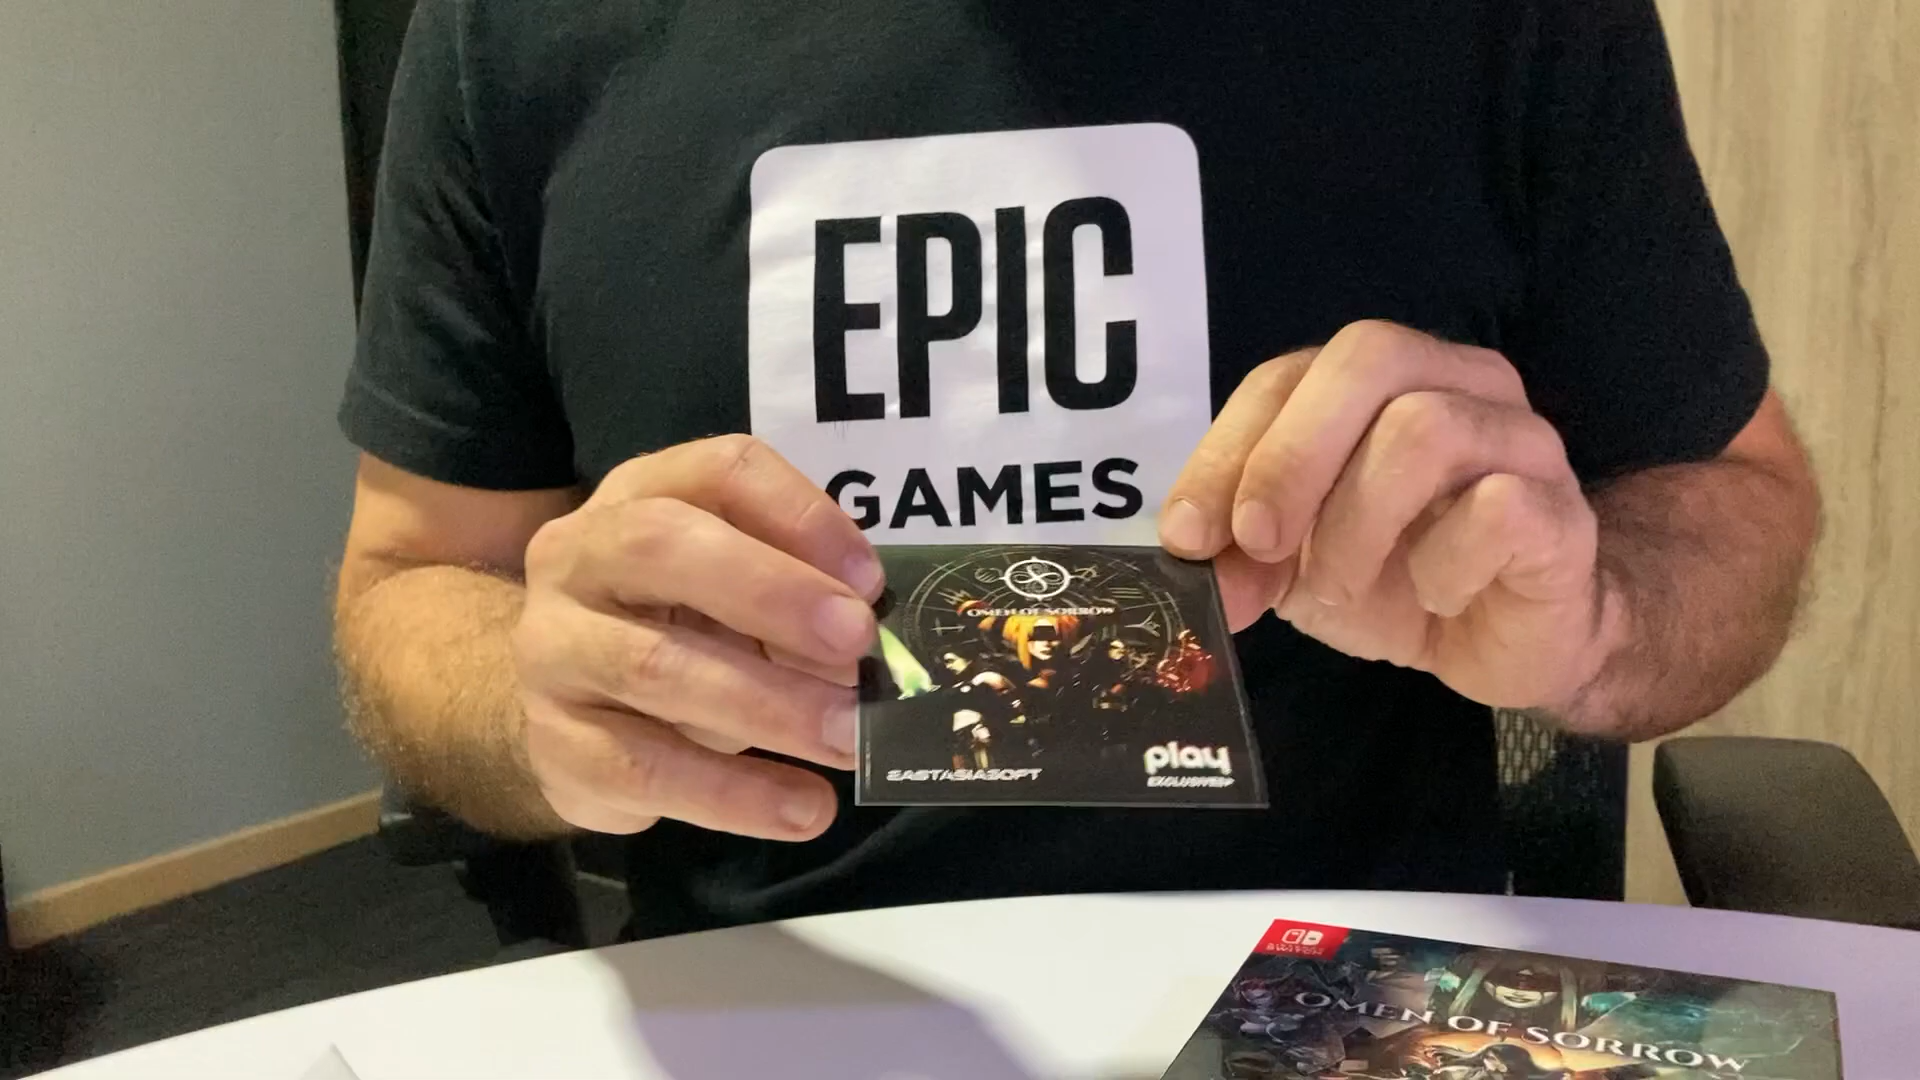 EPIC
GAMES
OMEN OF SORROW
EASTASIASOFT
play
EXCLUSIVES
OMEN OF SORROW